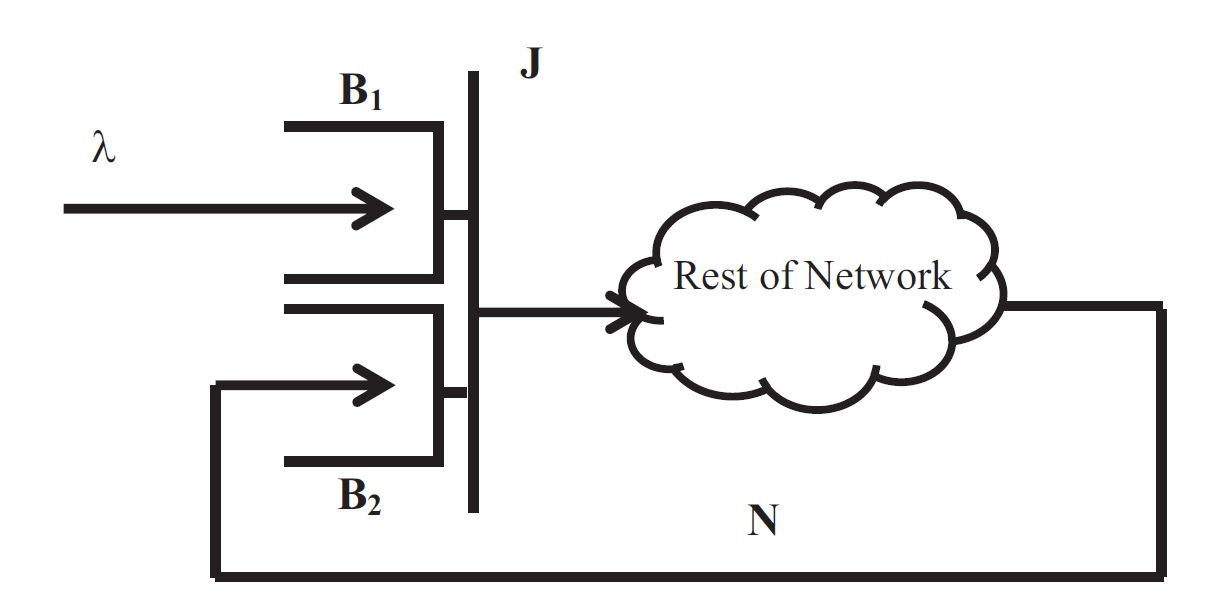 J
B₁
λ
Rest of Network
B₂
N